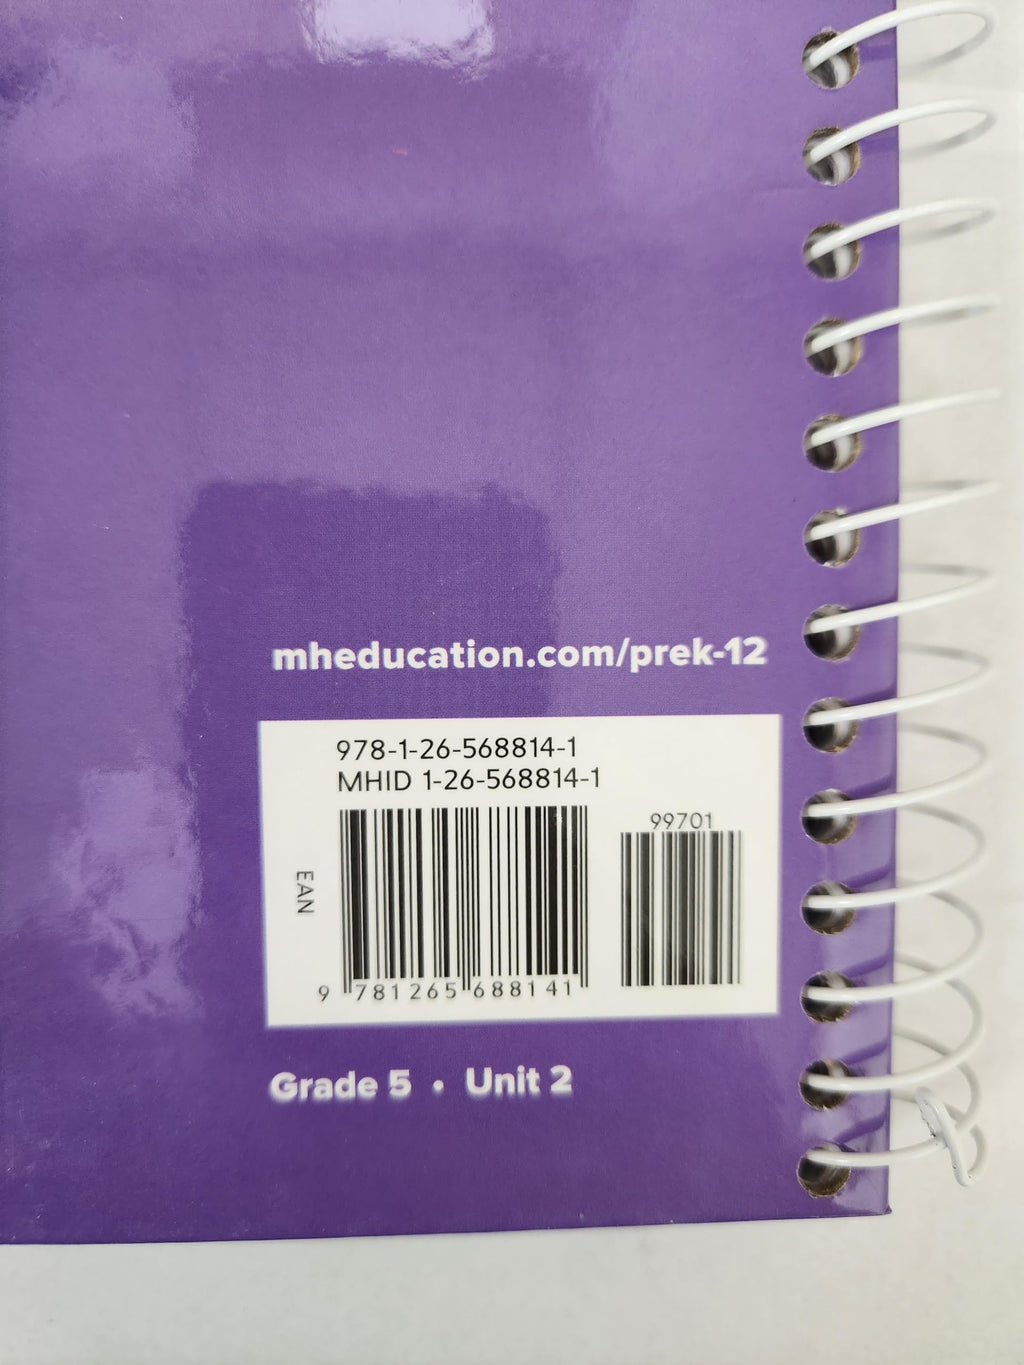 mheducation.com/prek-12
978-1-26-568814-1
MHID 1-26-568814-1
99701
EAN
9 781265 688141
Grade 5 • Unit 2